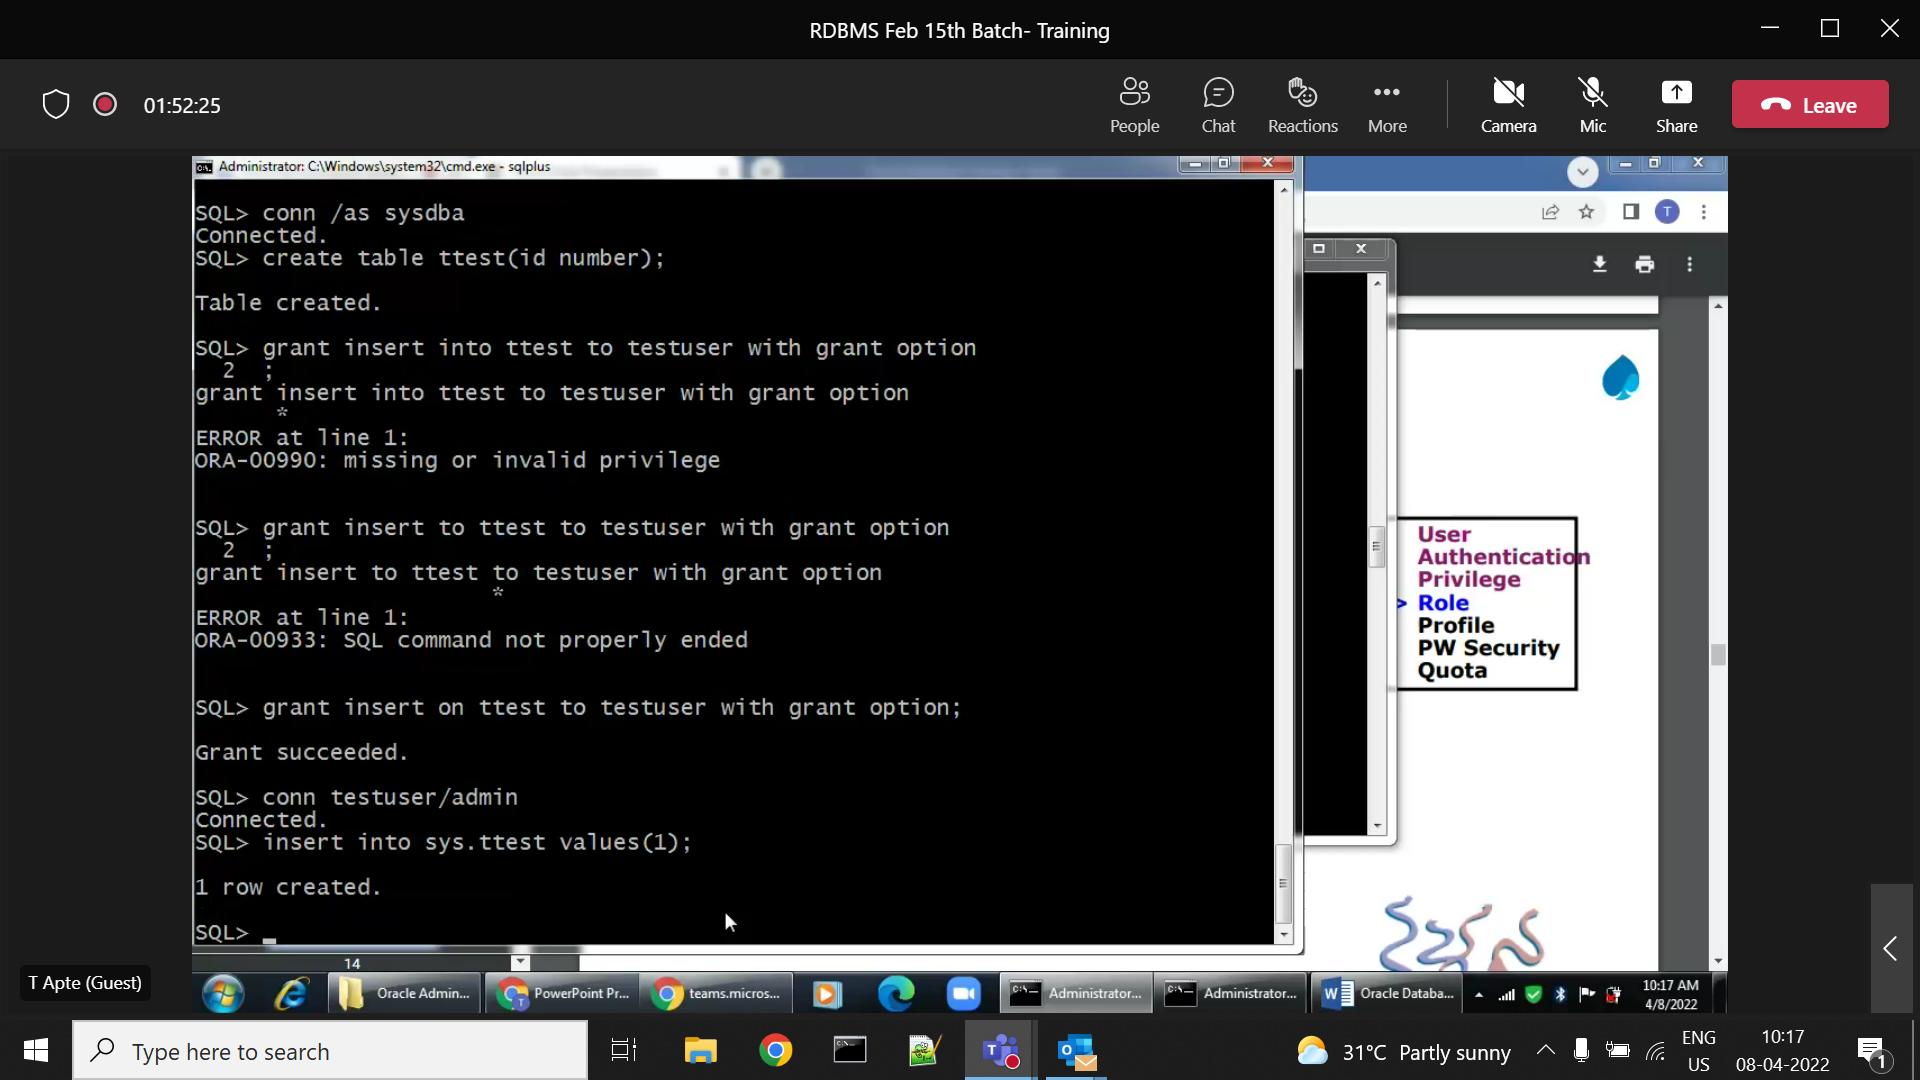 RDBMS Feb 15th Batch- Training
01:52:25
People
Chat
Reactions
More
Camera
Mic
Share
Leave
Administrator: C:\Windows\system32\cmd.exe - sqlplus
SQL> conn /as sysdba
Connected.
SQL> create table ttest(id number);
Table created.
SQL> grant insert into ttest to testuser with grant option
2 ;
grant insert into ttest to testuser with grant option
*
ERROR at line 1:
ORA-00990: missing or invalid privilege
SQL> grant insert to ttest to testuser with grant option
2 ;
grant insert to ttest to testuser with grant option
*
ERROR at line 1:
ORA-00933: SQL command not properly ended
SQL> grant insert on ttest to testuser with grant option;
Grant succeeded.
SQL> conn testuser/admin
Connected.
SQL> insert into sys.ttest values(1);
1 row created.
SQL>
T
User
Authentication
Privilege
> Role
Profile
PW Security
Quota
14
T Apte (Guest)
Oracle Admin...
PowerPoint Pr...
teams.micros...
Administrator...
Administrator...
Oracle Databa...
10:17 AM
4/8/2022
Type here to search
31°C Partly sunny
ENG
US
10:17
08-04-2022
1